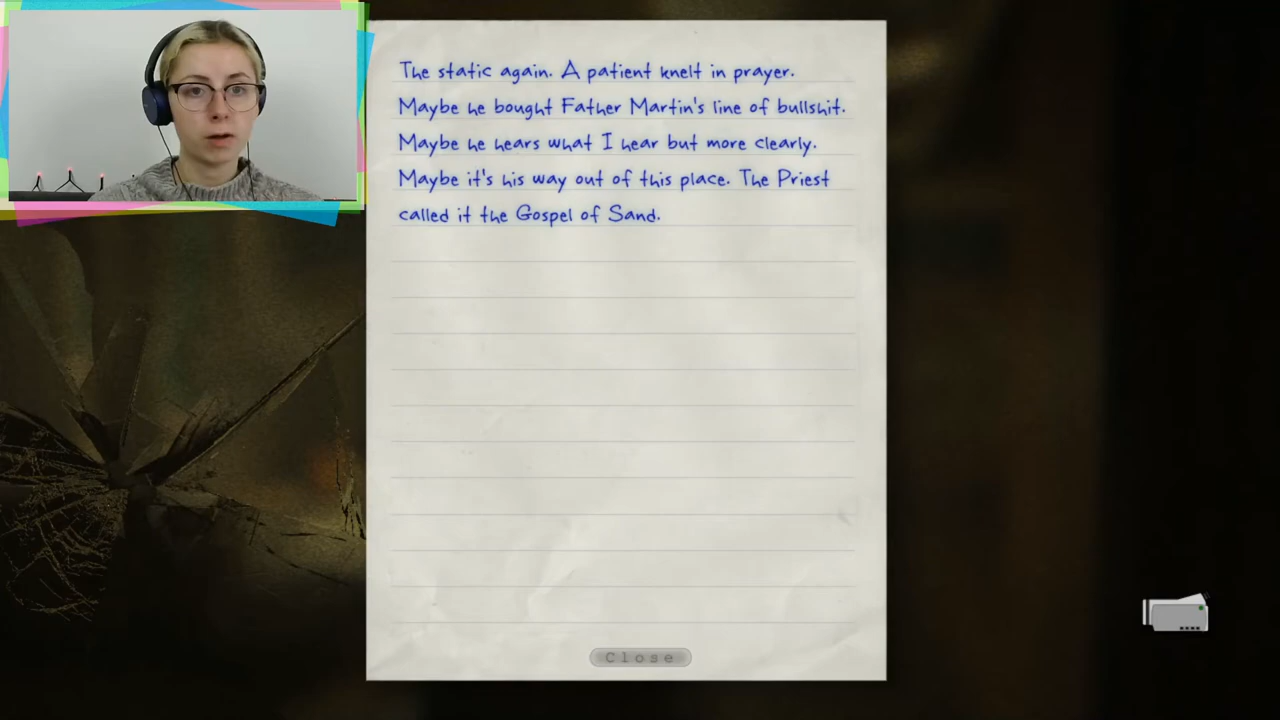 The static again. A patient knelt in prayer.
Maybe he bought Father Martin's line of bullshit.
Maybe he hears what I hear but more clearly.
Maybe it's his way out of this place. The Priest
called it the Gospel of Sand.
Close